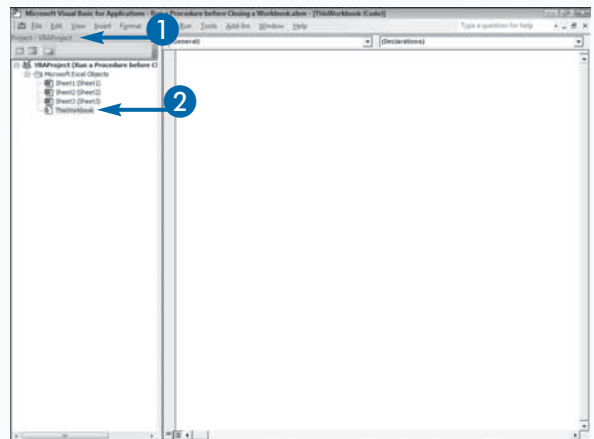 Microsoft Visual Basic for Applications - Procedure before Closing a Workbook.xlsm - [ThisWorkbook (Code)]
File Edit View Insert Format Run Tools Add-Ins Window Help Type a question for help
1
Project - VBAProject
(General) (Declarations)
VBAProject (Run a Procedure before Cl
Microsoft Excel Objects
Sheet1 (Sheet1)
Sheet2 (Sheet2)
Sheet3 (Sheet3)
ThisWorkbook
2